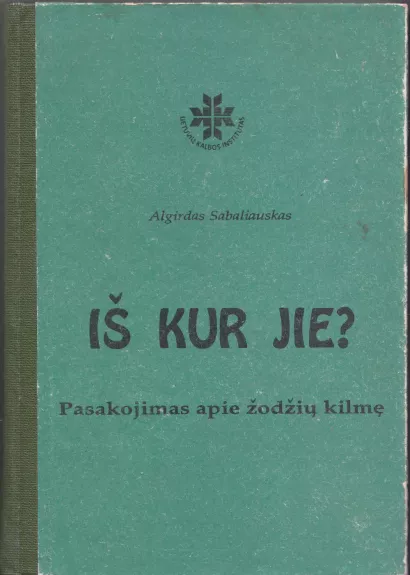 LIETUVIŲ KALBOS INSTITUTAS
Algirdas Sabaliauskas
IŠ KUR JIE?
Pasakojimas apie žodžių kilmę